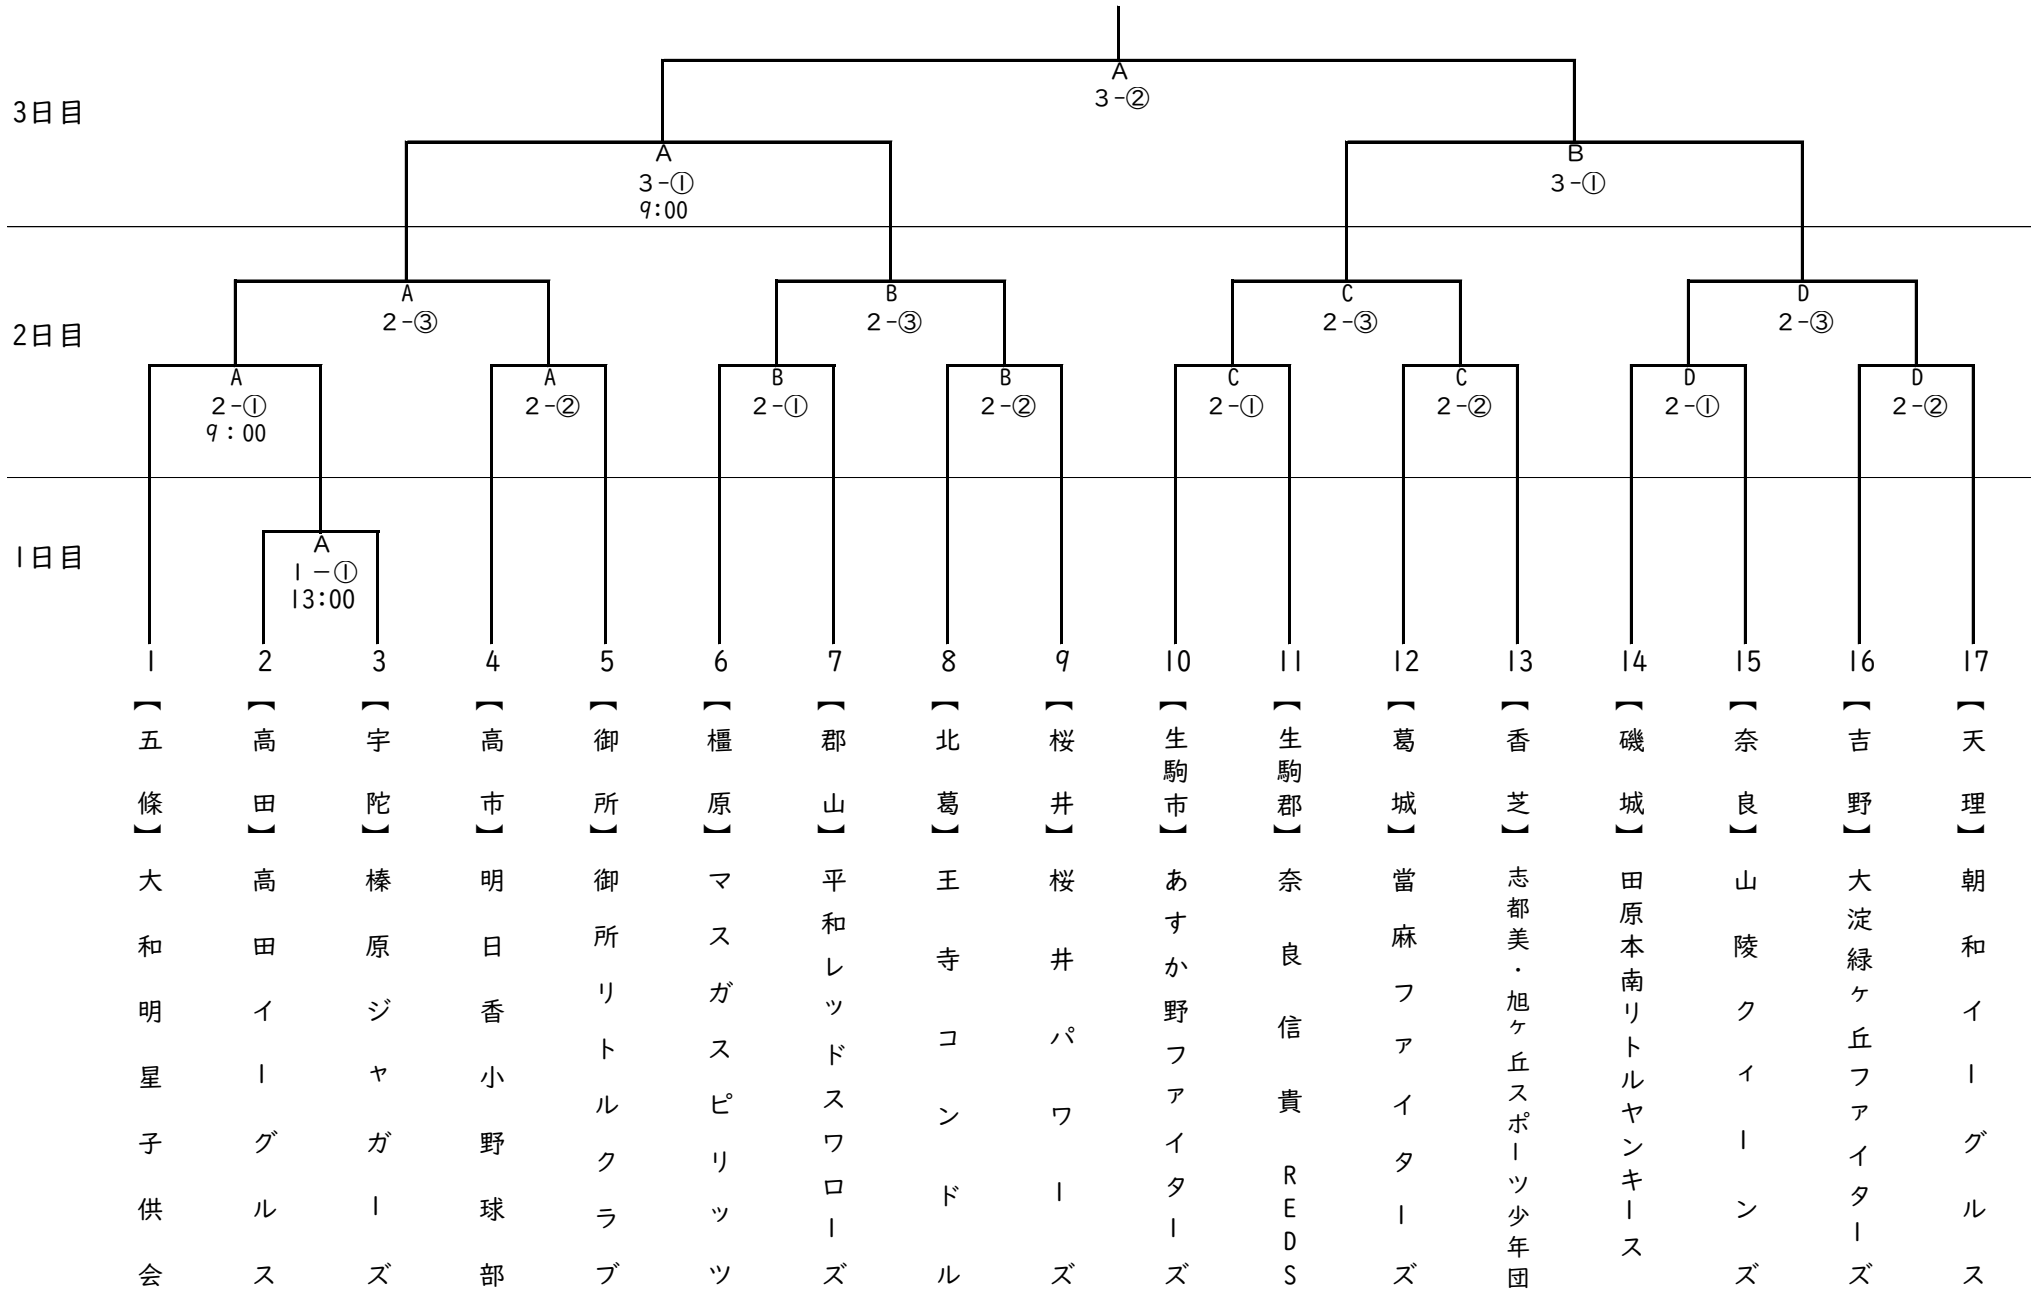 A
3-②
3日目
A
3-①
9:00
B
3-①
A
2-③
B
2-③
C
2-③
D
2-③
2日目
A
2-①
9:00
A
2-②
B
2-①
B
2-②
C
2-①
C
2-②
D
2-①
D
2-②
1日目
A
1-①
13:00
1
【五條】大和明星子供会
2
【高田】高田イーグルス
3
【宇陀】榛原ジャガーズ
4
【高市】明日香小野球部
5
【御所】御所リトルクラブ
6
【橿原】マスガスピリッツ
7
【郡山】平和レッドスワローズ
8
【北葛】王寺コンドル
9
【桜井】桜井パワーズ
10
【生駒市】あすか野ファイターズ
11
【生駒郡】奈良信貴REDS
12
【葛城】當麻ファイターズ
13
【香芝】志都美・旭ヶ丘スポーツ少年団
14
【磯城】田原本南リトルヤンキース
15
【奈良】山陵クィーンズ
16
【吉野】大淀緑ヶ丘ファイターズ
17
【天理】朝和イーグルス